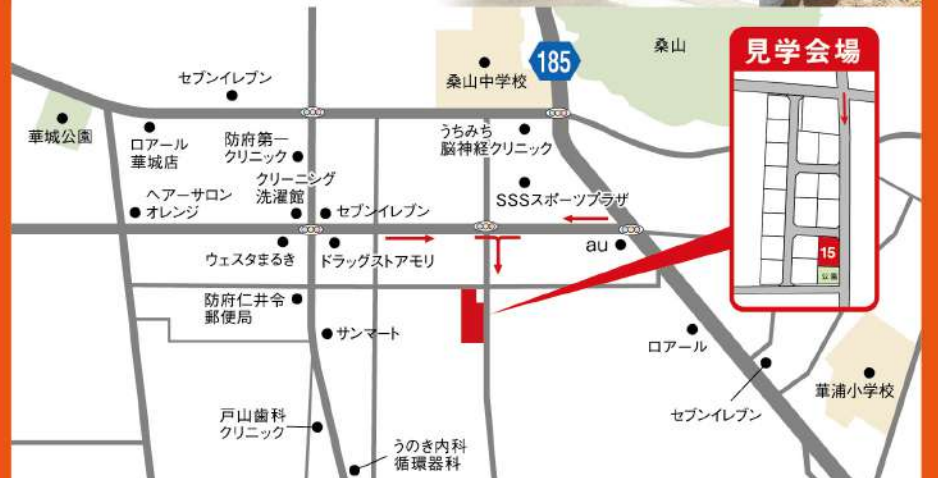 桑山
見学会場
185
桑山中学校
セブンイレブン
華城公園
ロアール
華城店
防府第一
クリニック
うちみち
脳神経クリニック
クリーニング
洗濯館
ヘアーサロン
オレンジ
セブンイレブン
SSSスポーツプラザ
ウェスタまるき
ドラッグストアモリ
au
15
公園
防府仁井令
郵便局
サンマート
ロアール
華浦小学校
戸山歯科
クリニック
セブンイレブン
うのき内科
循環器科